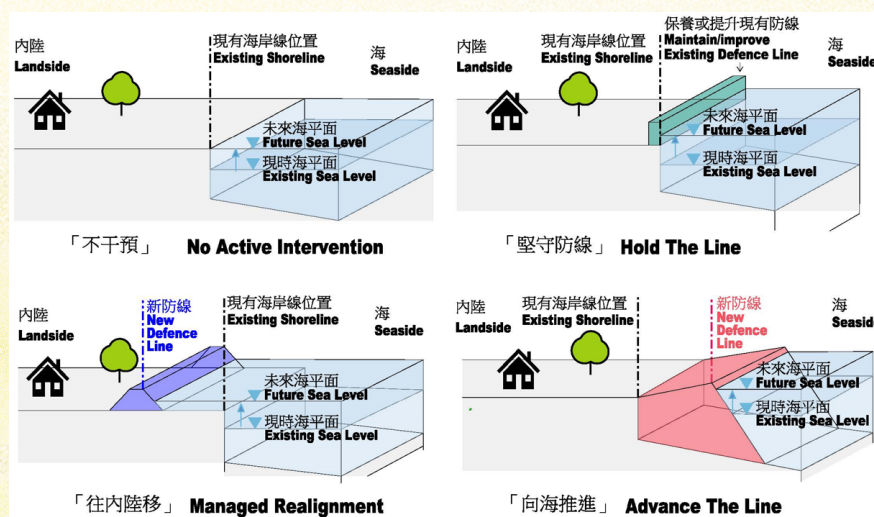 內陸
Landside
現有海岸線位置
Existing Shoreline
海
Seaside
未來海平面
Future Sea Level
現時海平面
Existing Sea Level
「不干預」 No Active Intervention
內陸
Landside
現有海岸線位置
Existing Shoreline
保養或提升現有防線
Maintain/improve
Existing Defence Line
海
Seaside
未來海平面
Future Sea Level
現時海平面
Existing Sea Level
「堅守防線」 Hold The Line
內陸
Landside
新防線
New
Defence
Line
現有海岸線位置
Existing Shoreline
海
Seaside
未來海平面
Future Sea Level
現時海平面
Existing Sea Level
「往內陸移」 Managed Realignment
內陸
Landside
現有海岸線位置
Existing Shoreline
新防線
New
Defence
Line
海
Seaside
未來海平面
Future Sea Level
現時海平面
Existing Sea Level
「向海推進」 Advance The Line